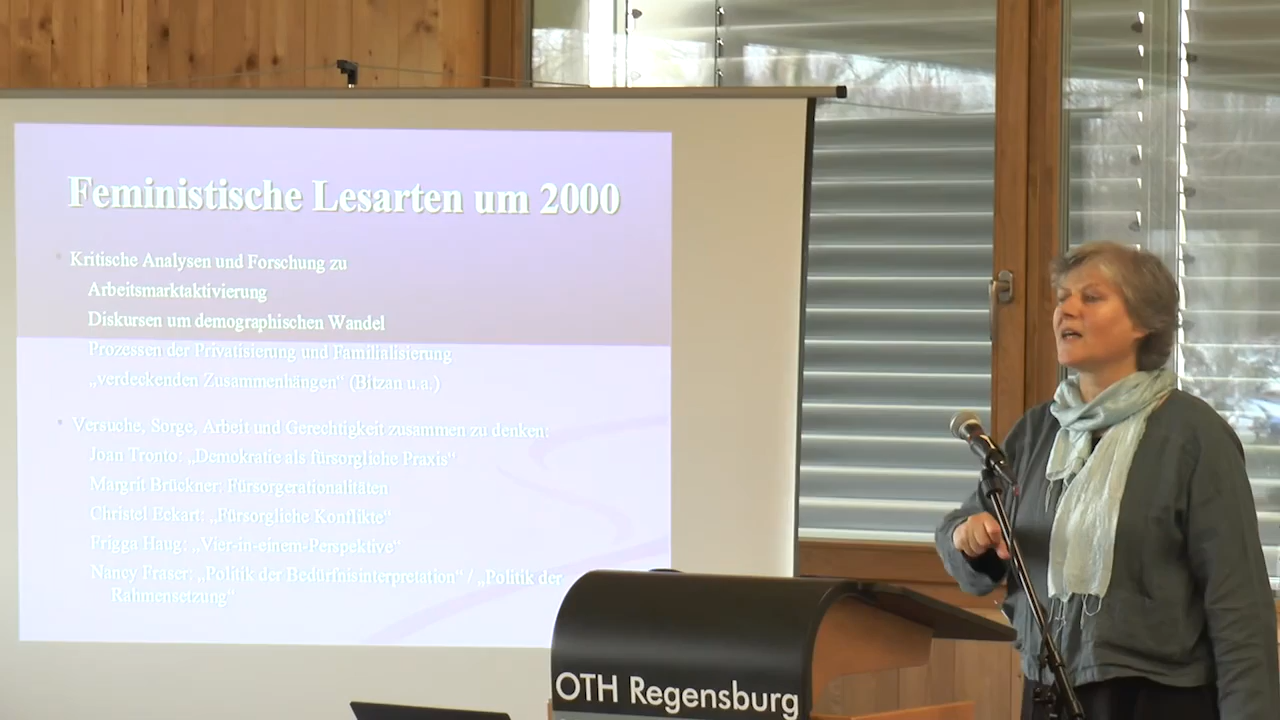 Feministische Lesarten um 2000
Kritische Analysen und Forschung zu
Arbeitsmarktaktivierung
Diskursen um demographischen Wandel
Prozessen der Privatisierung und Familialisierung
„verdeckenden Zusammenhängen“ (Bitzan u.a.)
Versuche, Sorge, Arbeit und Gerechtigkeit zusammen zu denken:
Joan Tronto: „Demokratie als fürsorgliche Praxis“
Margrit Brückner: Fürsorgerationalitäten
Christel Eckart: „Fürsorgliche Konflikte“
Frigga Haug: „Vier-in-einem-Perspektive“
Nancy Fraser: „Politik der Bedürfnisinterpretation“ / „Politik der
Rahmensetzung“
OTH Regensburg